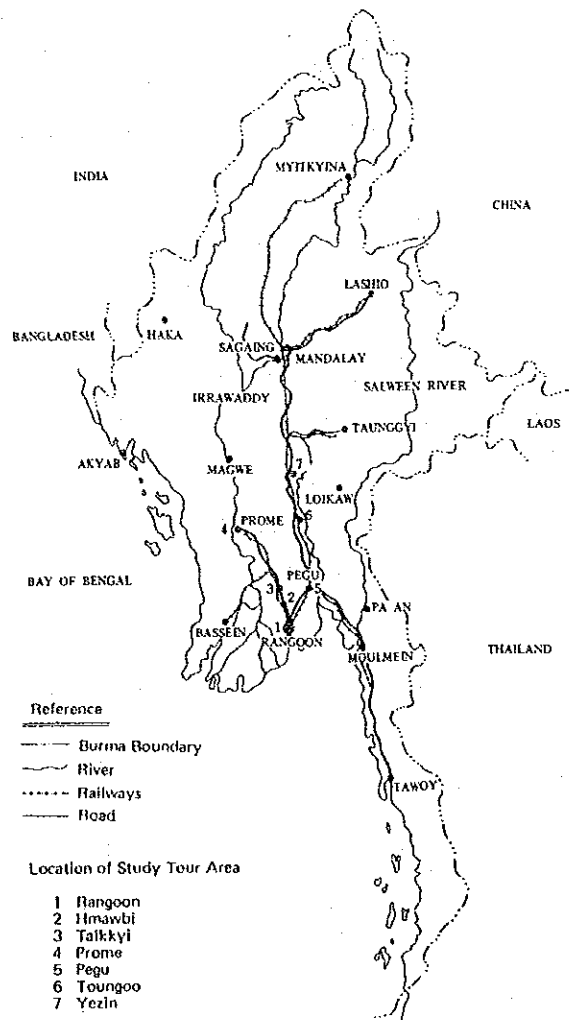 MYITKYINA
INDIA
CHINA
LASHIO
BANGLADESH
HAKA
SAGAING
MANDALAY
SALWEEN RIVER
IRRAWADDY
TAUNGGYI
LAOS
AKYAB
MAGWE
7
LOIKAW
6
4 PROME
BAY OF BENGAL
PEGU
3
2
5
PA AN
BASSEIN
1
RANGOON
MOULMEIN
THAILAND
Reference
Burma Boundary
River
Railways
Road
TAWOY
Location of Study Tour Area
1 Rangoon
2 Hmawbi
3 Taikkyi
4 Prome
5 Pegu
6 Toungoo
7 Yezin